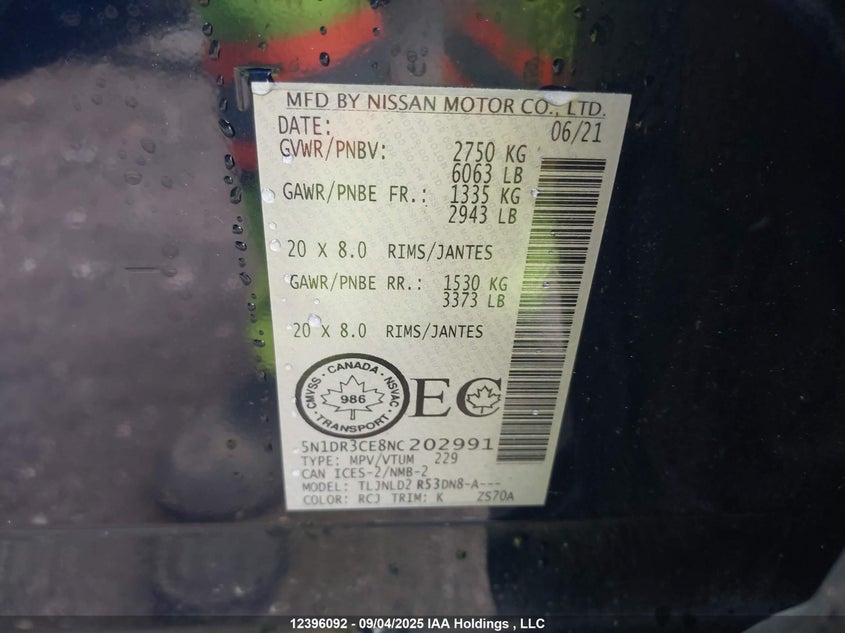 MFD BY NISSAN MOTOR CO., LTD.
DATE: 06/21
GVWR/PNBV: 2750 KG
6063 LB
GAWR/PNBE FR.: 1335 KG
2943 LB
20 X 8.0 RIMS/JANTES
GAWR/PNBE RR.: 1530 KG
3373 LB
20 X 8.0 RIMS/JANTES
CMVSS · CANADA · NSVAC
986
TRANSPORT
EC
5N1DR3CE8NC202991
TYPE: MPV/VTUM 229
CAN ICES-2/NMB-2
MODEL: TLJNLD2 R53DN8-A---
COLOR: RCJ TRIM: K ZS70A
12396092 - 09/04/2025 IAA Holdings , LLC